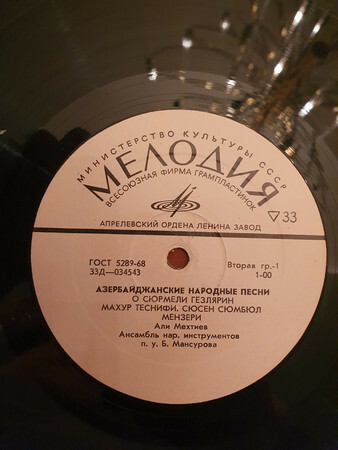 МИНИСТЕРСТВО КУЛЬТУРЫ СССР
МЕЛОДИЯ
ВСЕСОЮЗНАЯ ФИРМА ГРАМПЛАСТИНОК
▽33
АПРЕЛЕВСКИЙ ОРДЕНА ЛЕНИНА ЗАВОД
ГОСТ 5289-68
33Д—034543
Вторая гр.-1
1-00
АЗЕРБАЙДЖАНСКИЕ НАРОДНЫЕ ПЕСНИ
О СЮРМЕЛИ ГЕЗЛЯРИН
МАХУР ТЕСНИФИ, СЮСЕН СЮМБЮЛ
МЕНЗЕРИ
Али Мехтиев
Ансамбль нар. инструментов
п. у. Б. Мансурова